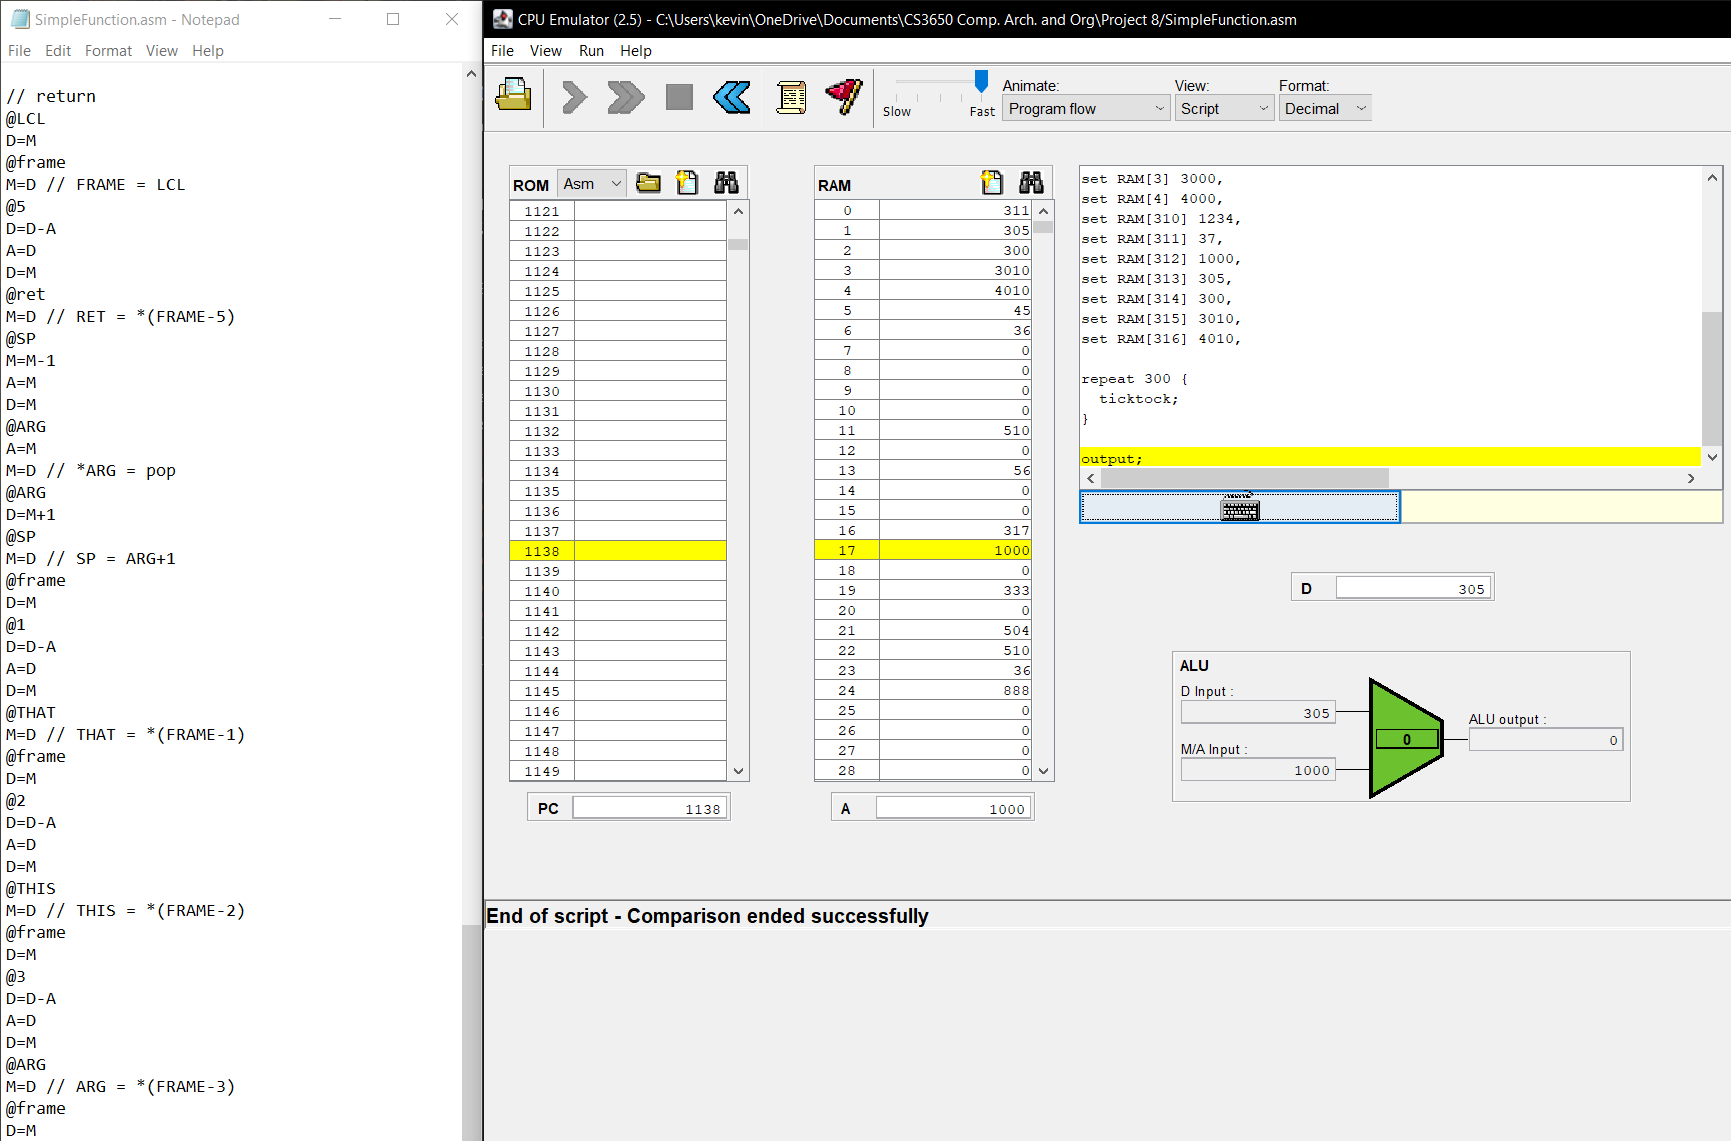 SimpleFunction.asm - Notepad
File Edit Format View Help
// return
@LCL
D=M
@frame
M=D // FRAME = LCL
@5
D=D-A
A=D
D=M
@ret
M=D // RET = *(FRAME-5)
@SP
M=M-1
A=M
D=M
@ARG
A=M
M=D // *ARG = pop
@ARG
D=M+1
@SP
M=D // SP = ARG+1
@frame
D=M
@1
D=D-A
A=D
D=M
@THAT
M=D // THAT = *(FRAME-1)
@frame
D=M
@2
D=D-A
A=D
D=M
@THIS
M=D // THIS = *(FRAME-2)
@frame
D=M
@3
D=D-A
A=D
D=M
@ARG
M=D // ARG = *(FRAME-3)
@frame
D=M
CPU Emulator (2.5) - C:\Users\kevin\OneDrive\Documents\CS3650 Comp. Arch. and Org\Project 8/SimpleFunction.asm
File View Run Help
Slow Fast
Animate:
Program flow
View:
Script
Format:
Decimal
ROM Asm
1121
1122
1123
1124
1125
1126
1127
1128
1129
1130
1131
1132
1133
1134
1135
1136
1137
1138
1139
1140
1141
1142
1143
1144
1145
1146
1147
1148
1149
PC 1138
RAM
0 311
1 305
2 300
3 3010
4 4010
5 45
6 36
7 0
8 0
9 0
10 0
11 510
12 0
13 56
14 0
15 0
16 317
17 1000
18 0
19 333
20 0
21 504
22 510
23 36
24 888
25 0
26 0
27 0
28 0
A 1000
set RAM[3] 3000,
set RAM[4] 4000,
set RAM[310] 1234,
set RAM[311] 37,
set RAM[312] 1000,
set RAM[313] 305,
set RAM[314] 300,
set RAM[315] 3010,
set RAM[316] 4010,
repeat 300 {
ticktock;
}
output;
D 305
ALU
D Input :
305
M/A Input :
1000
0
ALU output :
0
End of script - Comparison ended successfully